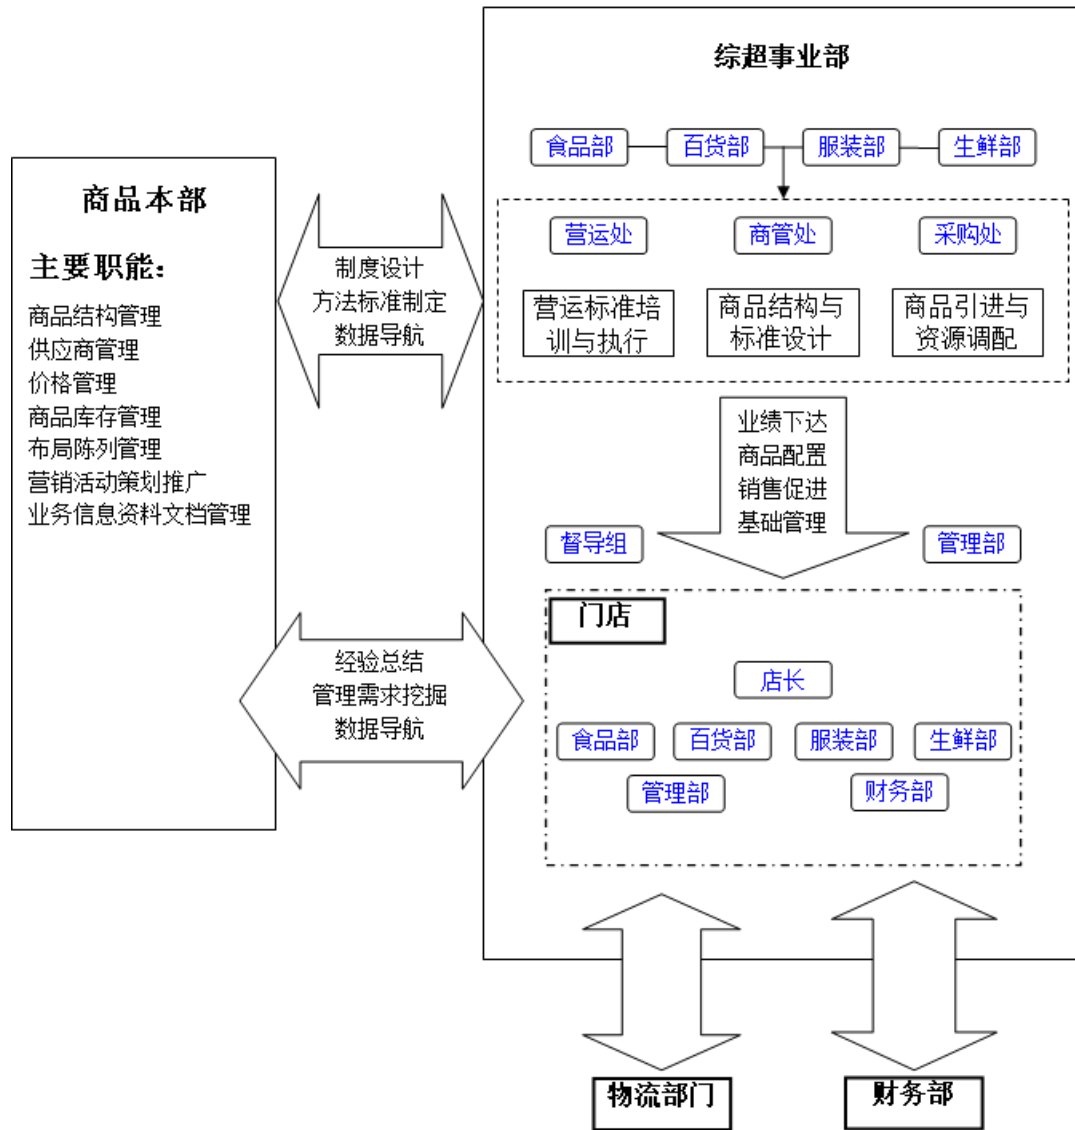 综超事业部
食品部
百货部
服装部
生鲜部
商品本部
主要职能：
商品结构管理
供应商管理
价格管理
商品库存管理
布局陈列管理
营销活动策划推广
业务信息资料文档管理
制度设计
方法标准制定
数据导航
营运处
商管处
采购处
营运标准培
训与执行
商品结构与
标准设计
商品引进与
资源调配
业绩下达
商品配置
销售促进
基础管理
督导组
管理部
门店
经验总结
管理需求挖掘
数据导航
店长
食品部
百货部
服装部
生鲜部
管理部
财务部
物流部门
财务部